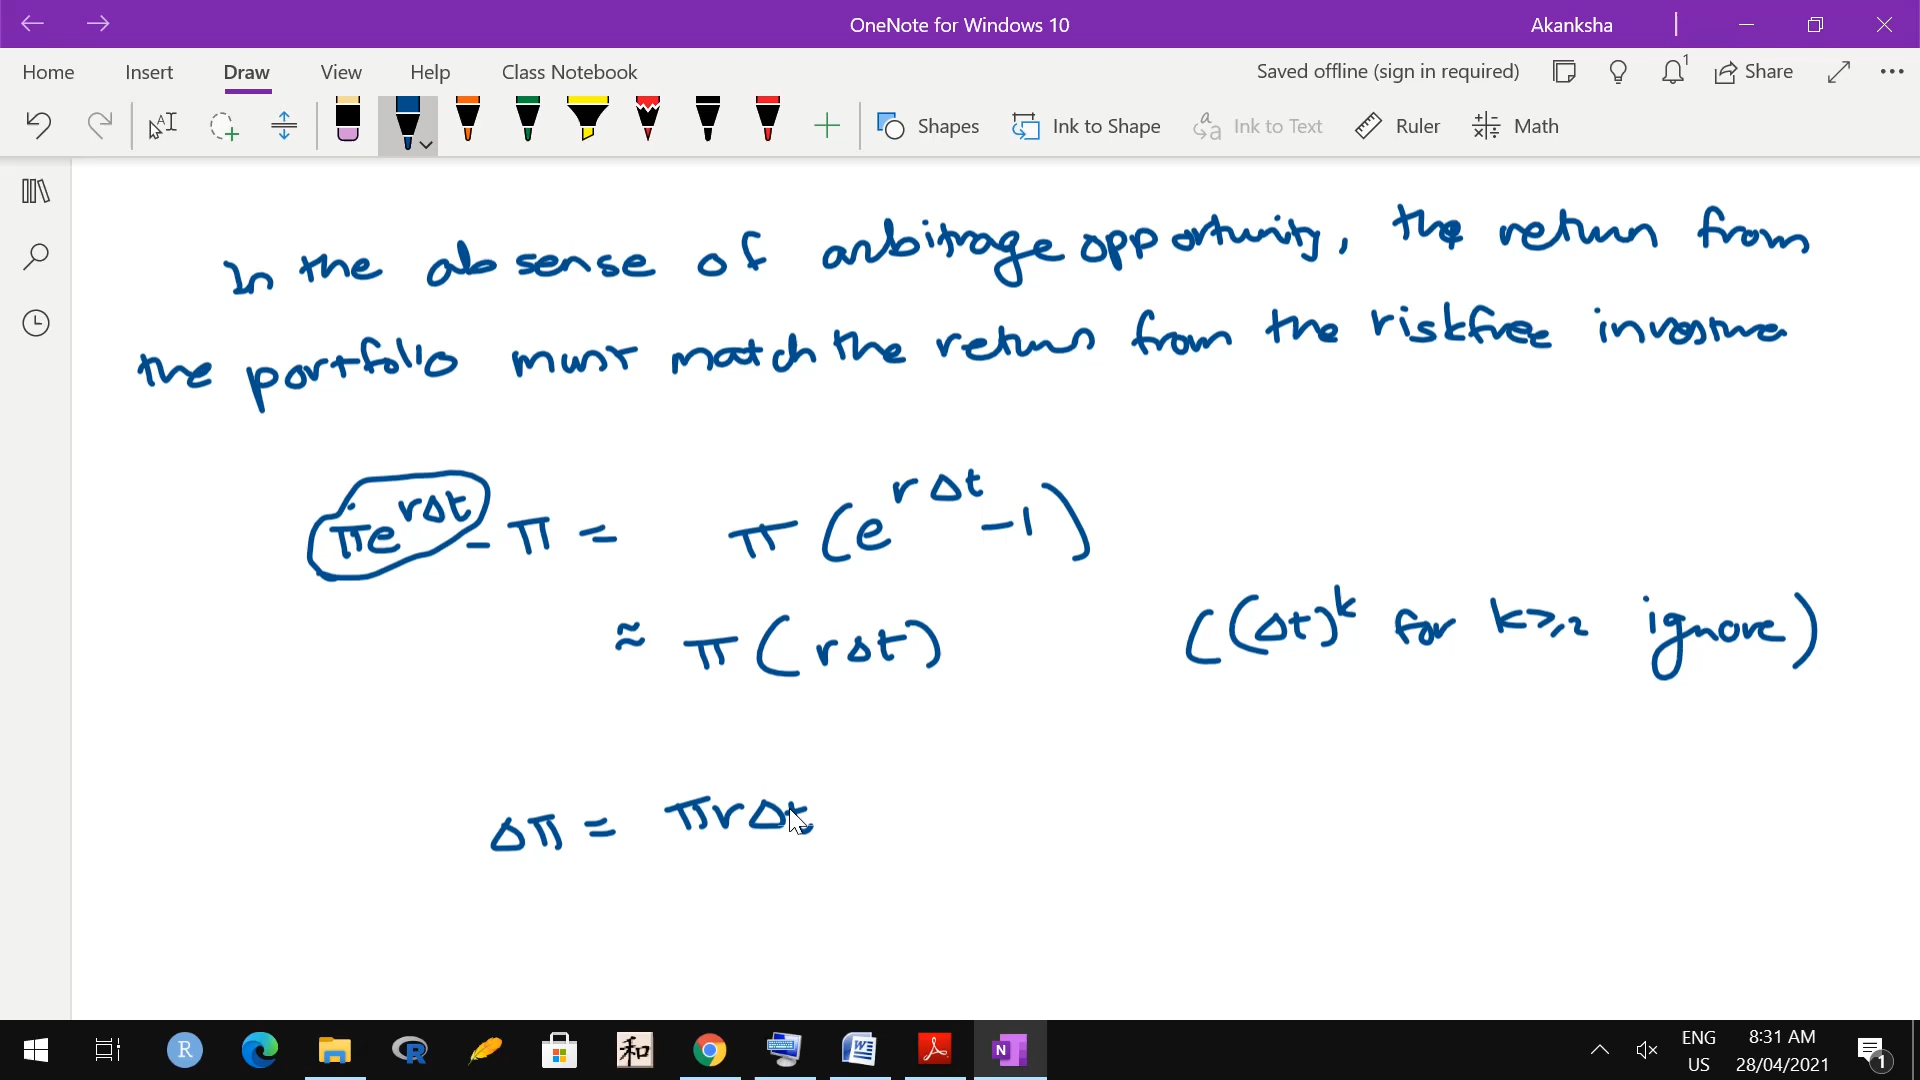 OneNote for Windows 10
Akanksha
Home Insert Draw View Help Class Notebook
Saved offline (sign in required) 1 Share
Shapes Ink to Shape Ink to Text Ruler Math
In the absense of arbitrage opportunity, the return from
the portfolio must match the return from the riskfree investme
πe^{rΔt} - π = π(e^{rΔt} - 1)
≈ π(rΔt) ((Δt)^k for k≥2 ignore)
Δπ = πrΔt
ENG 8:31 AM
US 28/04/2021 1